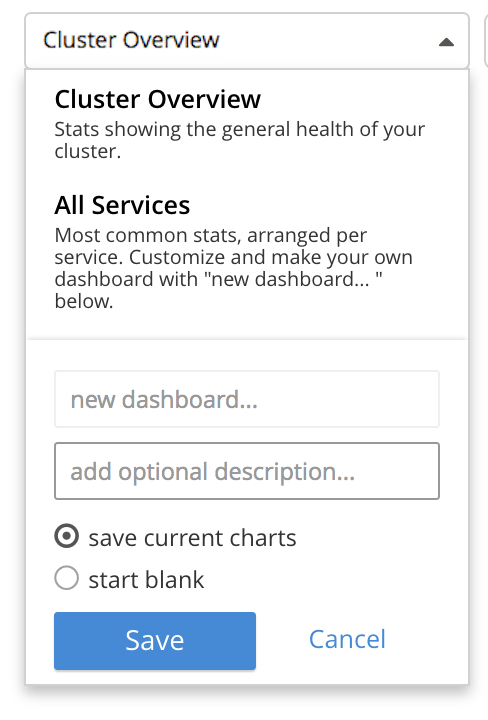 Cluster Overview
Cluster Overview
Stats showing the general health of your
cluster.
All Services
Most common stats, arranged per
service. Customize and make your own
dashboard with "new dashboard... "
below.
new dashboard...
add optional description...
save current charts
start blank
Save
Cancel